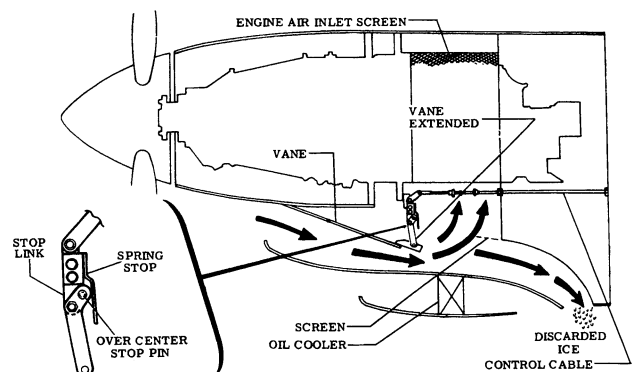 ENGINE AIR INLET SCREEN
VANE
EXTENDED
VANE
STOP
LINK
SPRING
STOP
OVER CENTER
STOP PIN
SCREEN
OIL COOLER
DISCARDED
ICE
CONTROL CABLE